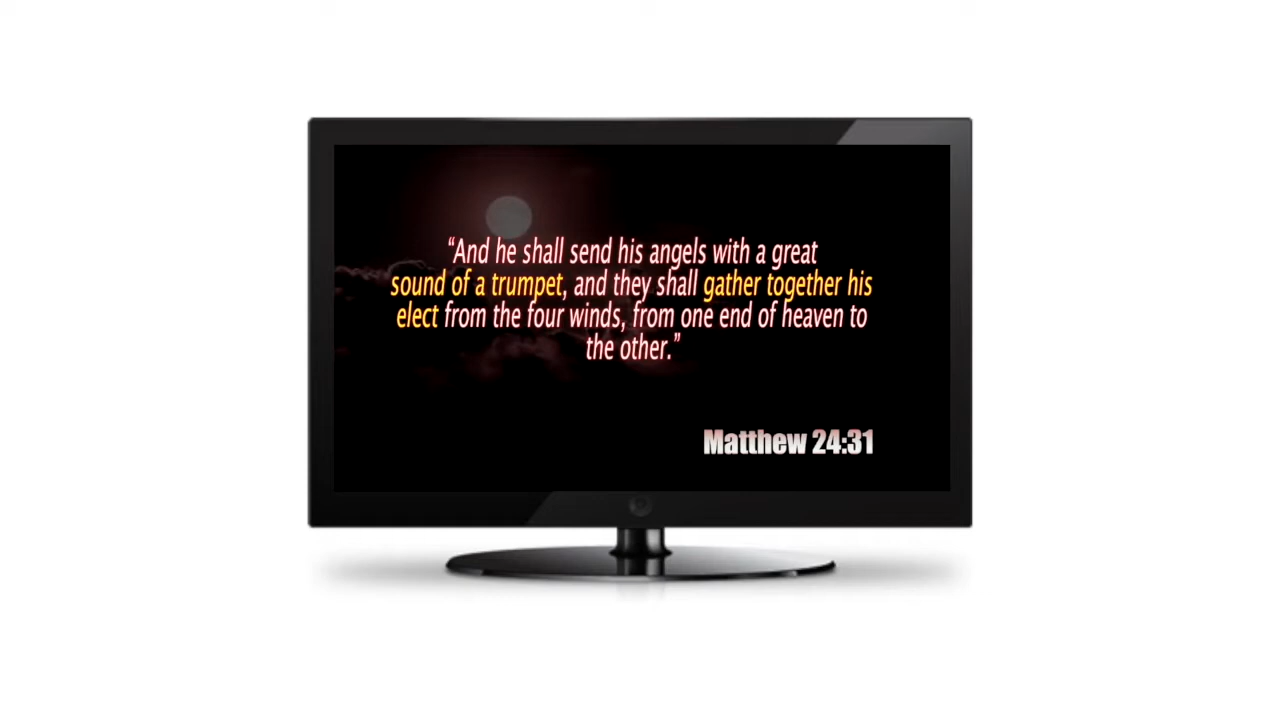 “And he shall send his angels with a great
sound of a trumpet, and they shall gather together his
elect from the four winds, from one end of heaven to
the other.”
Matthew 24:31